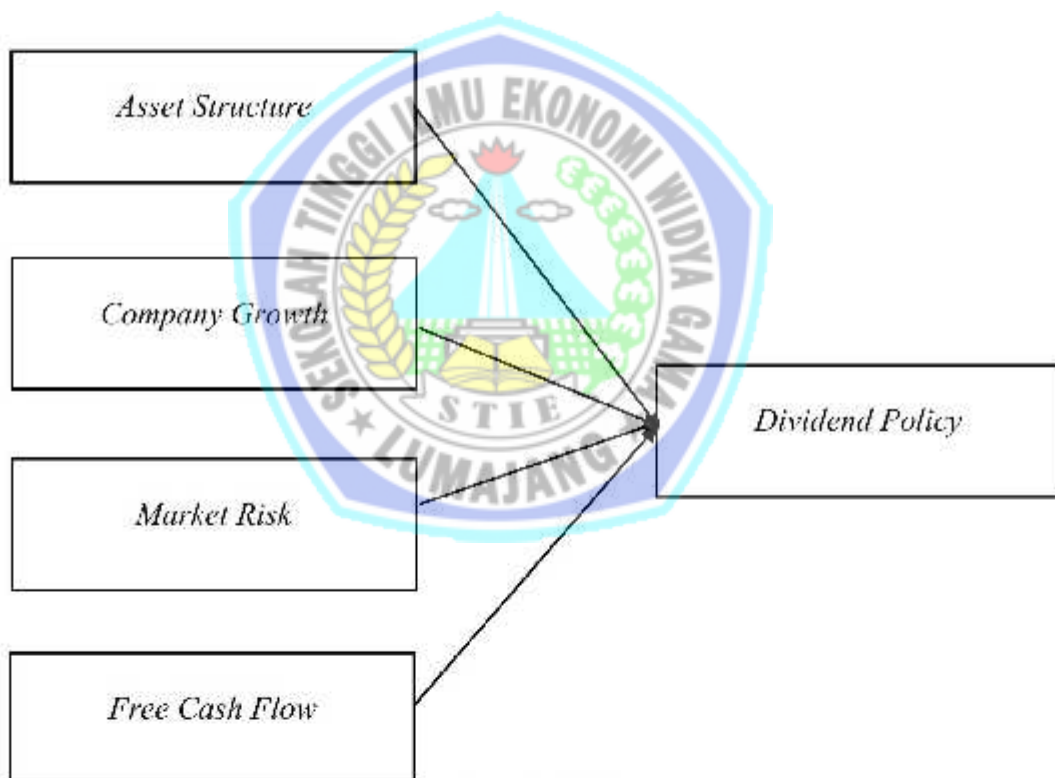 Asset Structure
Company Growth
Market Risk
Free Cash Flow
Dividend Policy
SEKOLAH TINGGI ILMU EKONOMI WIDYA GAMA
STIE
★ LUMAJANG